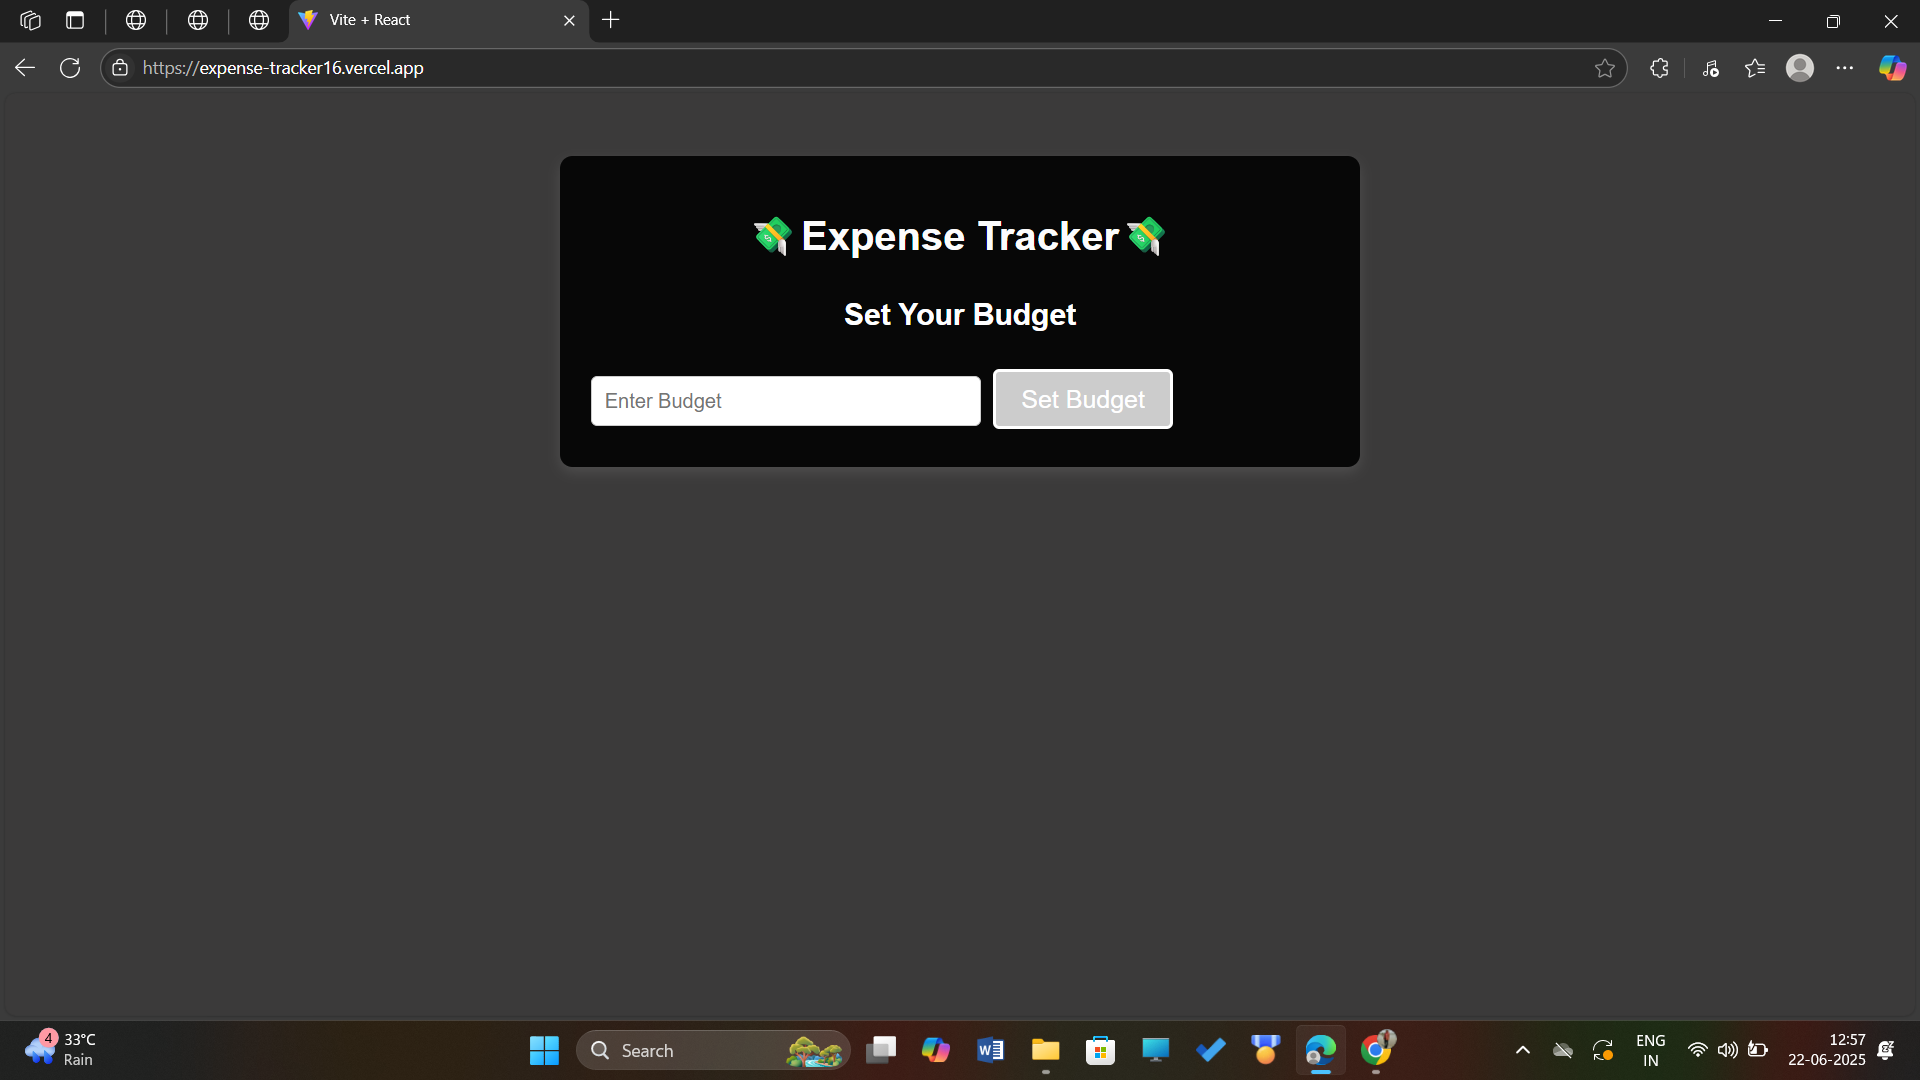 Vite + React
https://expense-tracker16.vercel.app
💸 Expense Tracker 💸
Set Your Budget
Enter Budget
Set Budget
4
33°C
Rain
Search
ENG
IN
12:57
22-06-2025